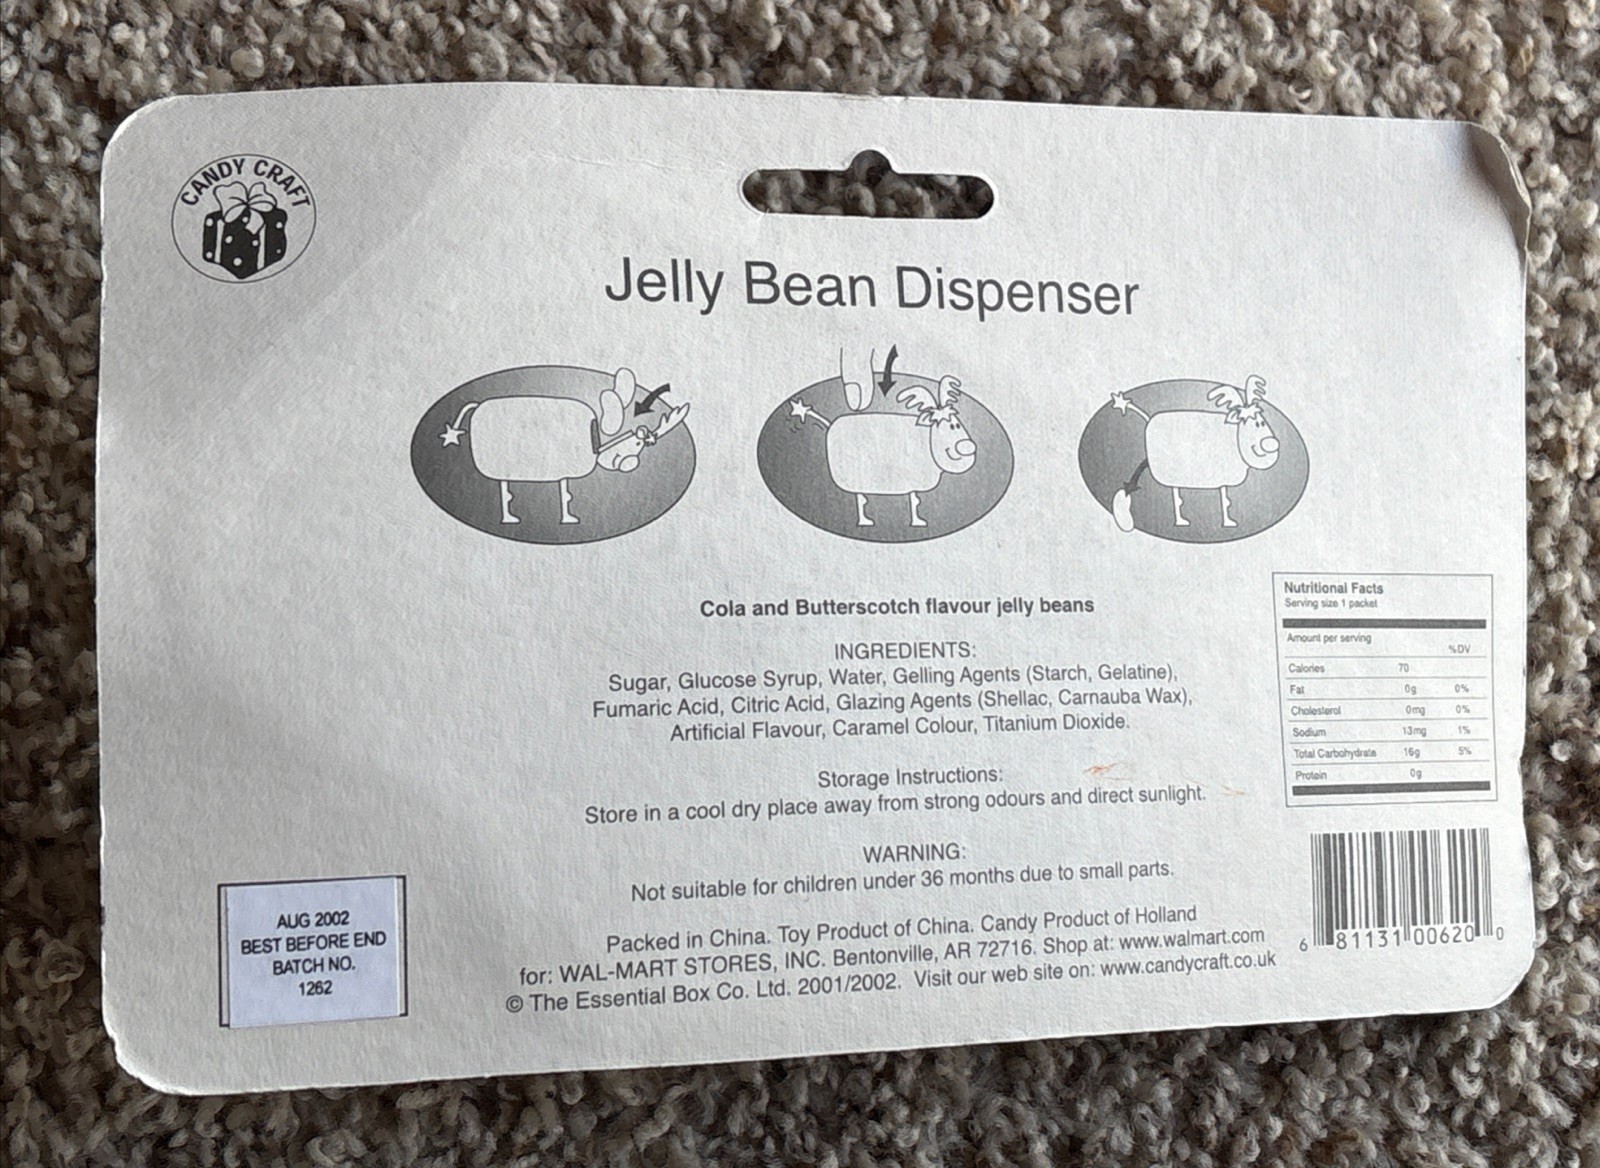 CANDY CRAFT
Jelly Bean Dispenser
Cola and Butterscotch flavour jelly beans
INGREDIENTS:
Sugar, Glucose Syrup, Water, Gelling Agents (Starch, Gelatine),
Fumaric Acid, Citric Acid, Glazing Agents (Shellac, Carnauba Wax),
Artificial Flavour, Caramel Colour, Titanium Dioxide.
Storage Instructions:
Store in a cool dry place away from strong odours and direct sunlight.
WARNING:
Not suitable for children under 36 months due to small parts.
Packed in China. Toy Product of China. Candy Product of Holland
for: WAL-MART STORES, INC. Bentonville, AR 72716. Shop at: www.walmart.com
© The Essential Box Co. Ltd. 2001/2002. Visit our web site on: www.candycraft.co.uk
Nutritional Facts
Serving size 1 packet
Amount per serving
%DV
Calories 70
Fat 0g 0%
Cholesterol 0mg 0%
Sodium 13mg 1%
Total Carbohydrate 16g 5%
Protein 0g
6 81131 00620 0
AUG 2002
BEST BEFORE END
BATCH NO.
1262